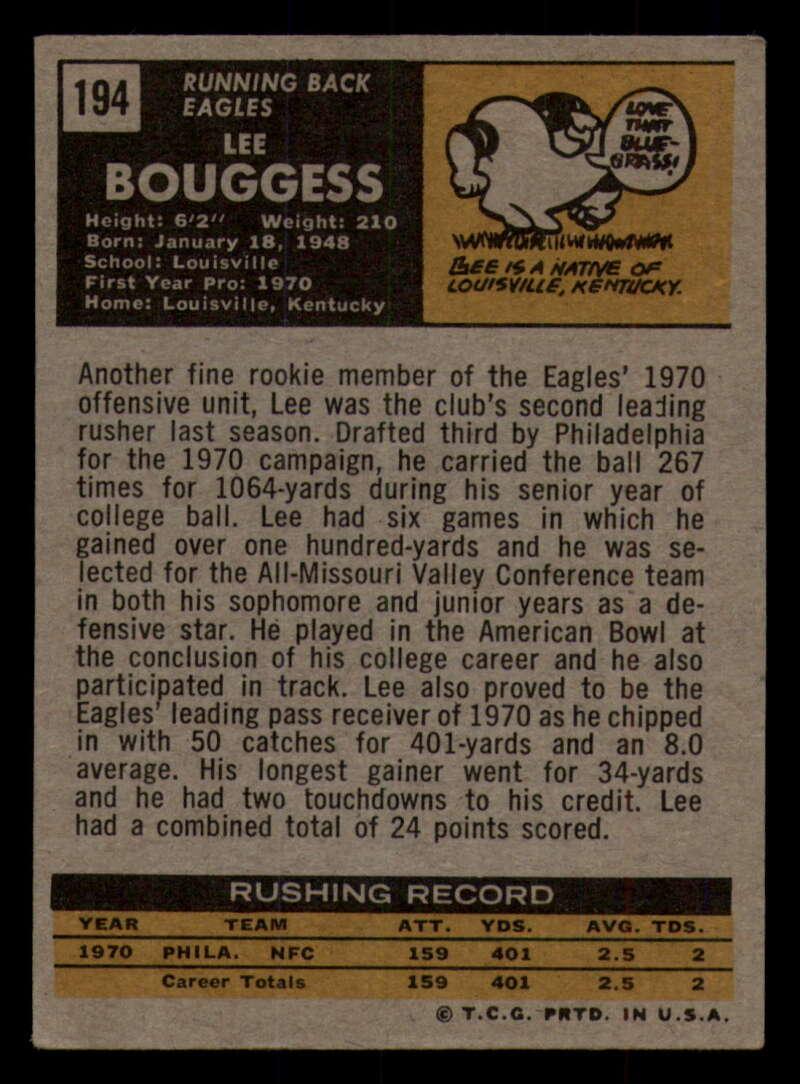 194
RUNNING BACK
EAGLES
LEE
BOUGGESS
Height: 6'2" Weight: 210
Born: January 18, 1948
School: Louisville
First Year Pro: 1970
Home: Louisville, Kentucky
LOVE
THAT
BLUE-
GRASS!
LEE IS A NATIVE OF
LOUISVILLE, KENTUCKY.
Another fine rookie member of the Eagles' 1970
offensive unit, Lee was the club's second leading
rusher last season. Drafted third by Philadelphia
for the 1970 campaign, he carried the ball 267
times for 1064-yards during his senior year of
college ball. Lee had six games in which he
gained over one hundred-yards and he was se-
lected for the All-Missouri Valley Conference team
in both his sophomore and junior years as a de-
fensive star. He played in the American Bowl at
the conclusion of his college career and he also
participated in track. Lee also proved to be the
Eagles' leading pass receiver of 1970 as he chipped
in with 50 catches for 401-yards and an 8.0
average. His longest gainer went for 34-yards
and he had two touchdowns to his credit. Lee
had a combined total of 24 points scored.
RUSHING RECORD
YEAR TEAM ATT. YDS. AVG. TDS.
1970 PHILA. NFC 159 401 2.5 2
Career Totals 159 401 2.5 2
© T.C.G. PRTD. IN U.S.A.